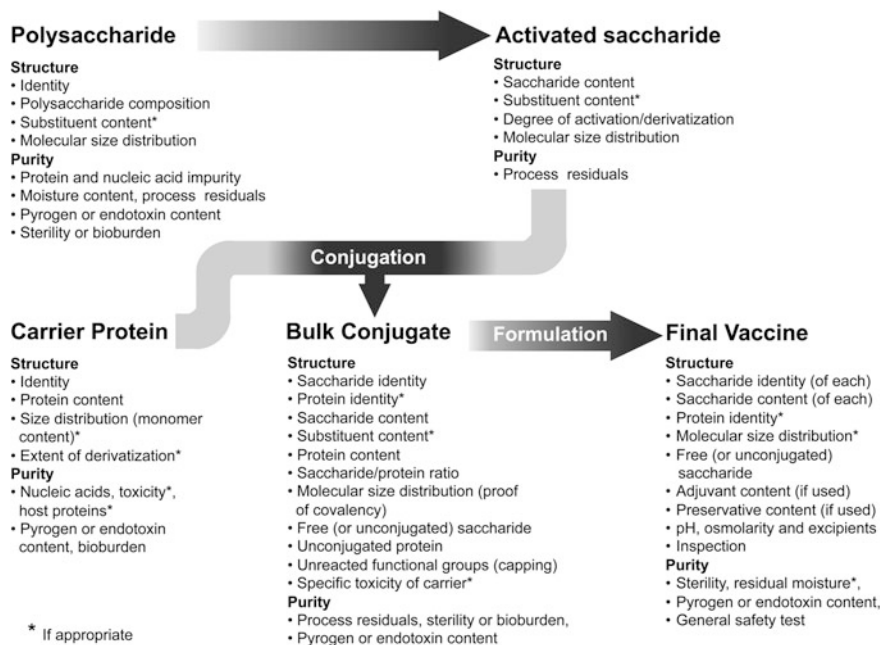 Polysaccharide
Structure
• Identity
• Polysaccharide composition
• Substituent content*
• Molecular size distribution
Purity
• Protein and nucleic acid impurity
• Moisture content, process residuals
• Pyrogen or endotoxin content
• Sterility or bioburden
Activated saccharide
Structure
• Saccharide content
• Substituent content*
• Degree of activation/derivatization
• Molecular size distribution
Purity
• Process residuals
Conjugation
Carrier Protein
Structure
• Identity
• Protein content
• Size distribution (monomer
content)*
• Extent of derivatization*
Purity
• Nucleic acids, toxicity*,
host proteins*
• Pyrogen or endotoxin
content, bioburden
Bulk Conjugate
Structure
• Saccharide identity
• Protein identity*
• Saccharide content
• Substituent content*
• Protein content
• Saccharide/protein ratio
• Molecular size distribution (proof
of covalency)
• Free (or unconjugated) saccharide
• Unconjugated protein
• Unreacted functional groups (capping)
• Specific toxicity of carrier*
Purity
• Process residuals, sterility or bioburden,
• Pyrogen or endotoxin content
Formulation
Final Vaccine
Structure
• Saccharide identity (of each)
• Saccharide content (of each)
• Protein identity*
• Molecular size distribution*
• Free (or unconjugated)
saccharide
• Adjuvant content (if used)
• Preservative content (if used)
• pH, osmolarity and excipients
• Inspection
Purity
• Sterility, residual moisture*,
• Pyrogen or endotoxin content,
• General safety test
* If appropriate